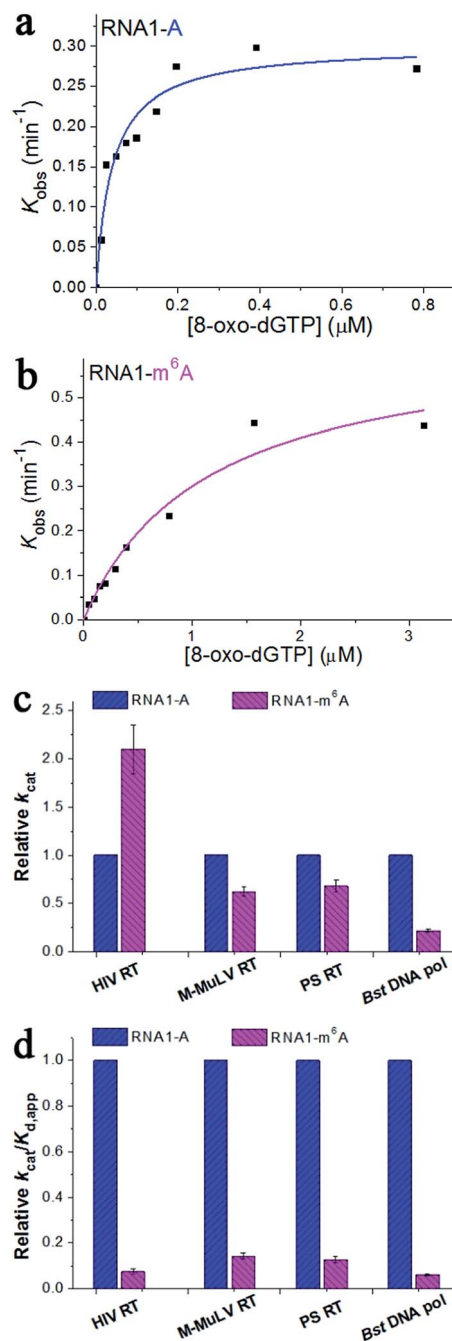 a
RNA1-A
0.30
0.25
0.20
0.15
0.10
0.05
0.00
K_obs (min⁻¹)
0.0 0.2 0.4 0.6 0.8
[8-oxo-dGTP] (μM)
b
RNA1-m⁶A
0.5
0.4
0.3
0.2
0.1
0.0
K_obs (min⁻¹)
0 1 2 3
[8-oxo-dGTP] (μM)
c
RNA1-A RNA1-m⁶A
2.5
2.0
1.5
1.0
0.5
0.0
Relative k_cat
HIV RT M-MuLV RT PS RT Bst DNA pol
d
RNA1-A RNA1-m⁶A
1.0
0.8
0.6
0.4
0.2
0.0
Relative k_cat/K_d,app
HIV RT M-MuLV RT PS RT Bst DNA pol